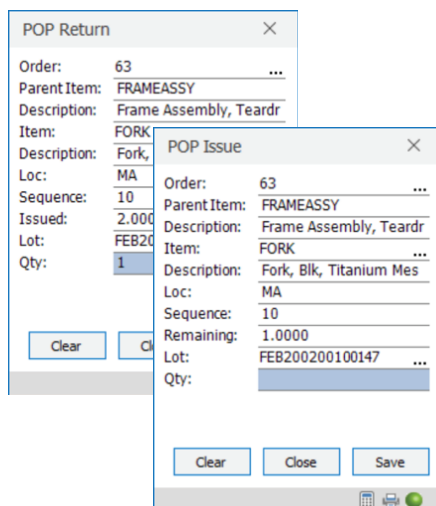 POP Return
Order: 63 ...
Parent Item: FRAMEASSY
Description: Frame Assembly, Teardr
Item: FORK
Description: Fork,
Loc: MA
Sequence: 10
Issued: 2.000
Lot: FEB20
Qty: 1
Clear
POP Issue
Order: 63 ...
Parent Item: FRAMEASSY
Description: Frame Assembly, Teardr
Item: FORK ...
Description: Fork, Blk, Titanium Mes
Loc: MA
Sequence: 10
Remaining: 1.0000
Lot: FEB200200100147 ...
Qty:
Clear Close Save